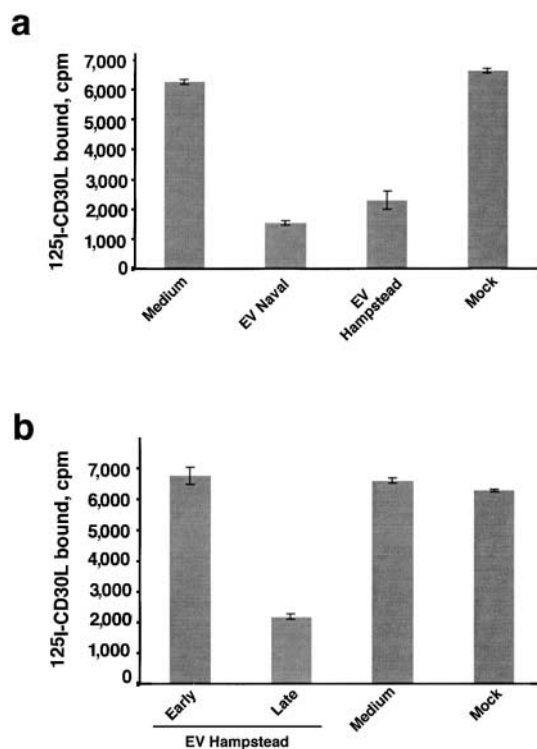 a
125I-CD30L bound, cpm
7,000
6,000
5,000
4,000
3,000
2,000
1,000
0
Medium
EV Naval
EV
Hampstead
Mock
b
125I-CD30L bound, cpm
7,000
6,000
5,000
4,000
3,000
2,000
1,000
0
Early
Late
Medium
Mock
EV Hampstead